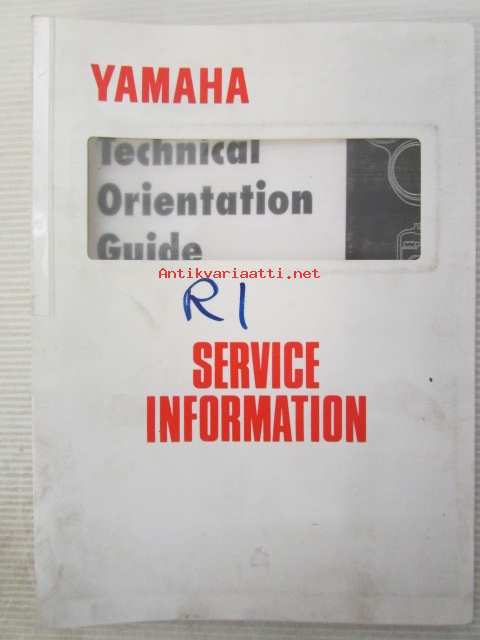 YAMAHA
Technical
Orientation
Guide
Antikvariaatti.net
R1
SERVICE
INFORMATION